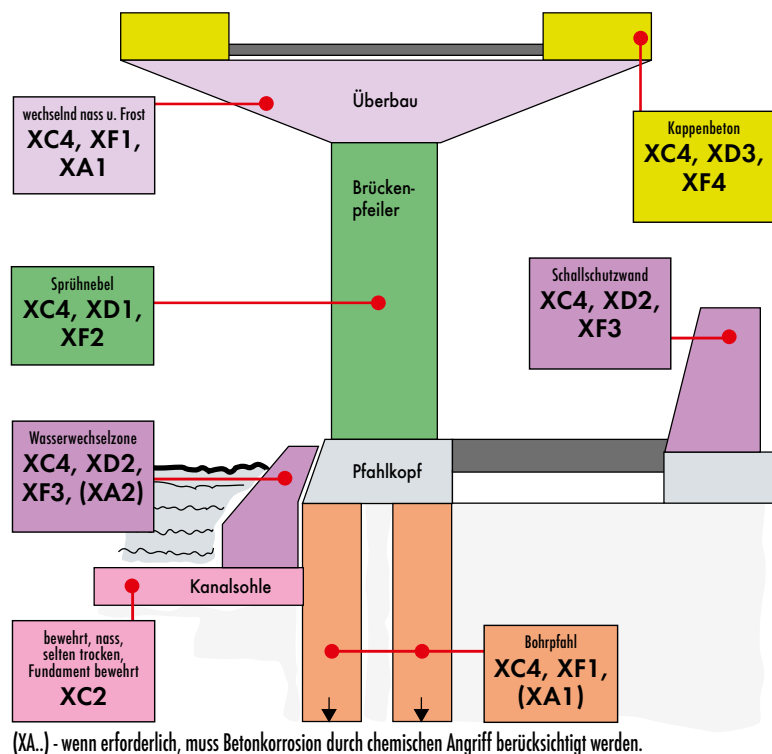 Überbau
wechselnd nass u. Frost
XC4, XF1,
XA1
Kappenbeton
XC4, XD3,
XF4
Brücken-
pfeiler
Sprühnebel
XC4, XD1,
XF2
Schallschutzwand
XC4, XD2,
XF3
Wasserwechselzone
XC4, XD2,
XF3, (XA2)
Pfahlkopf
Kanalsohle
bewehrt, nass,
selten trocken,
Fundament bewehrt
XC2
Bohrpfahl
XC4, XF1,
(XA1)
(XA..) - wenn erforderlich, muss Betonkorrosion durch chemischen Angriff berücksichtigt werden.